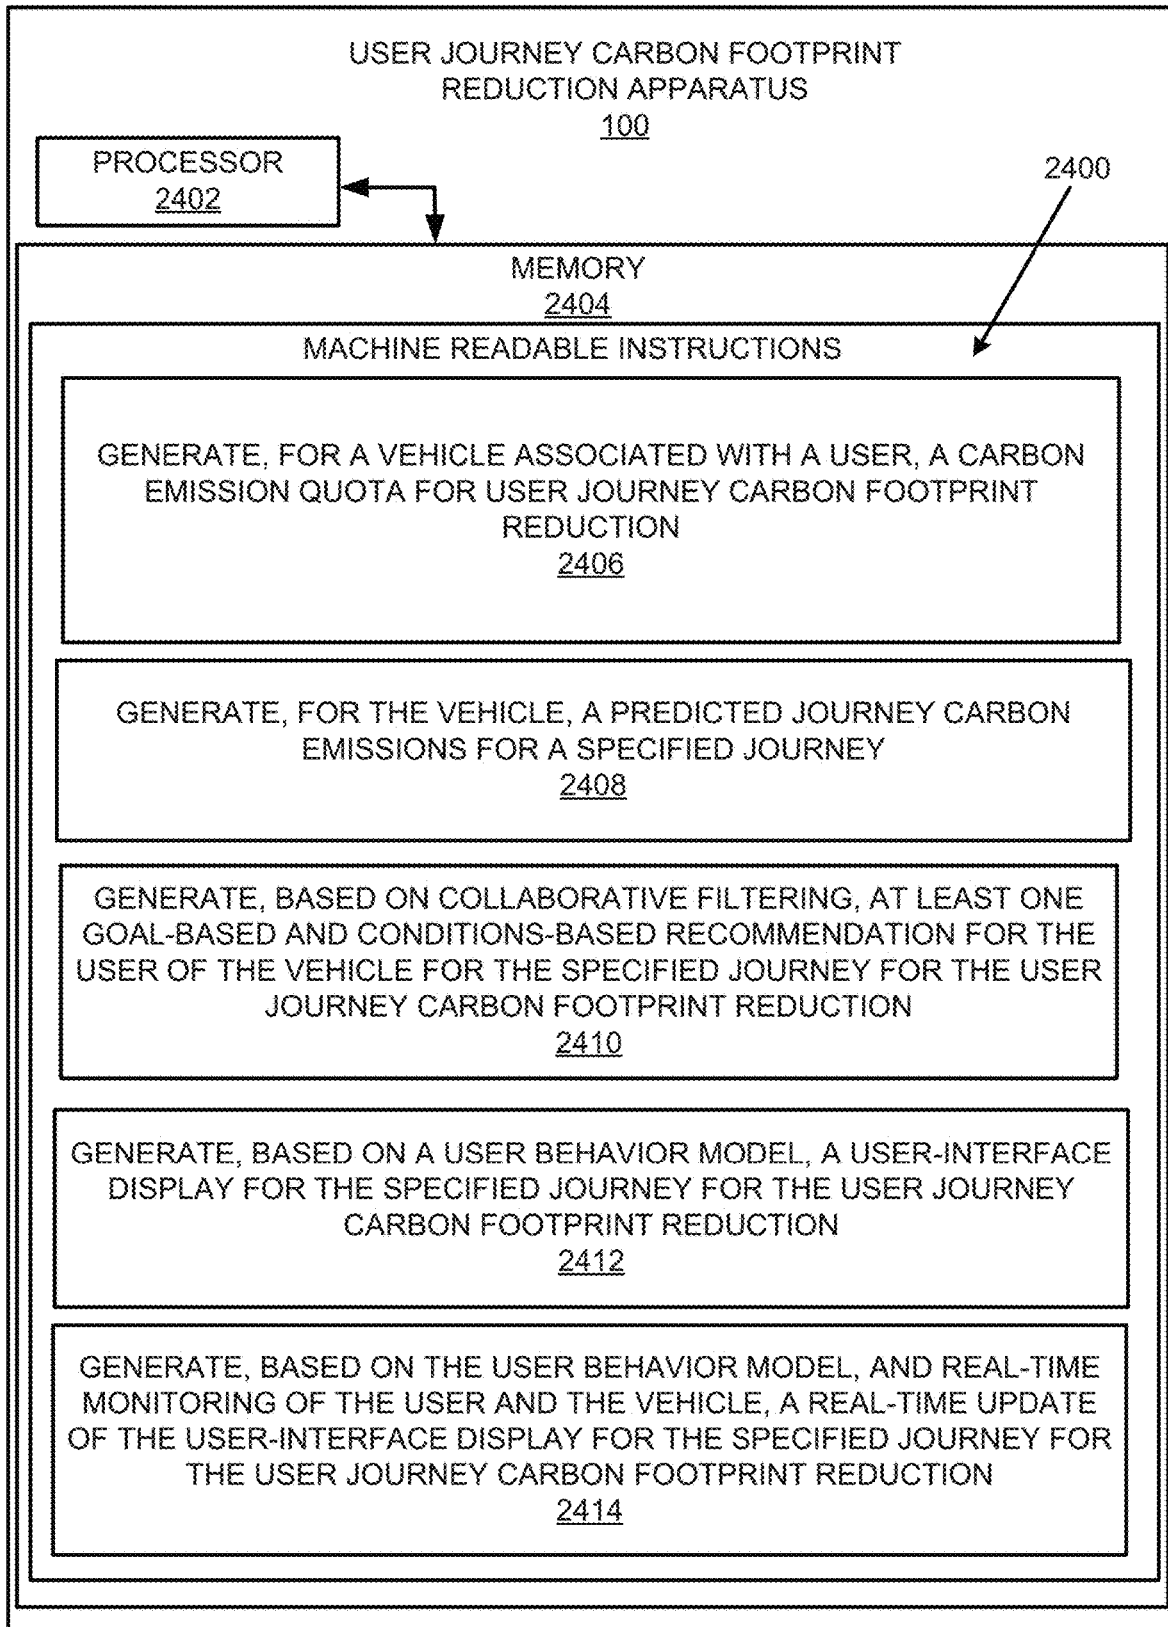 USER JOURNEY CARBON FOOTPRINT
REDUCTION APPARATUS
100
PROCESSOR
2402
2400
MEMORY
2404
MACHINE READABLE INSTRUCTIONS
GENERATE, FOR A VEHICLE ASSOCIATED WITH A USER, A CARBON
EMISSION QUOTA FOR USER JOURNEY CARBON FOOTPRINT
REDUCTION
2406
GENERATE, FOR THE VEHICLE, A PREDICTED JOURNEY CARBON
EMISSIONS FOR A SPECIFIED JOURNEY
2408
GENERATE, BASED ON COLLABORATIVE FILTERING, AT LEAST ONE
GOAL-BASED AND CONDITIONS-BASED RECOMMENDATION FOR THE
USER OF THE VEHICLE FOR THE SPECIFIED JOURNEY FOR THE USER
JOURNEY CARBON FOOTPRINT REDUCTION
2410
GENERATE, BASED ON A USER BEHAVIOR MODEL, A USER-INTERFACE
DISPLAY FOR THE SPECIFIED JOURNEY FOR THE USER JOURNEY
CARBON FOOTPRINT REDUCTION
2412
GENERATE, BASED ON THE USER BEHAVIOR MODEL, AND REAL-TIME
MONITORING OF THE USER AND THE VEHICLE, A REAL-TIME UPDATE
OF THE USER-INTERFACE DISPLAY FOR THE SPECIFIED JOURNEY FOR
THE USER JOURNEY CARBON FOOTPRINT REDUCTION
2414